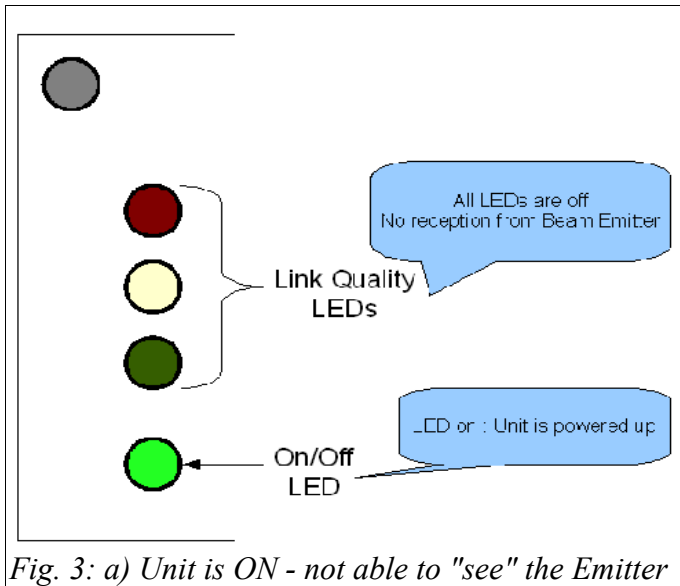 All LEDs are off
No reception from Beam Emitter
Link Quality
LEDs
LED on : Unit is powered up
On/Off
LED
Fig. 3: a) Unit is ON - not able to "see" the Emitter